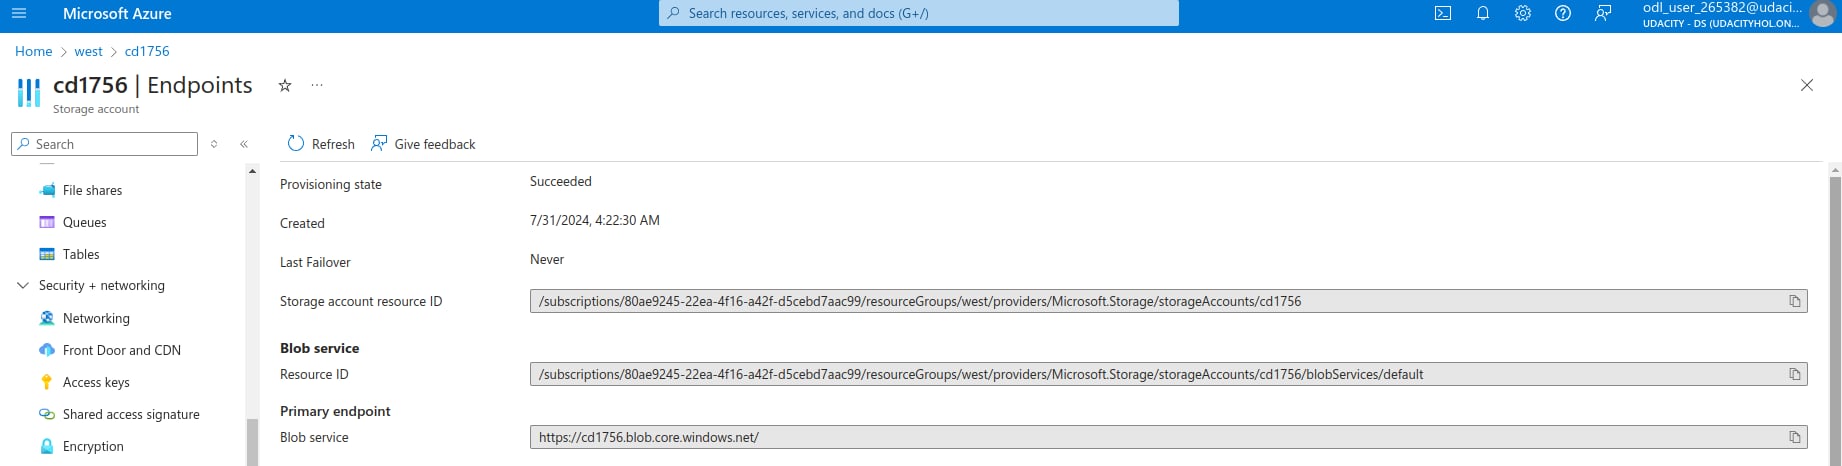 Microsoft Azure
Search resources, services, and docs (G+/)
odl_user_265382@udaci...
UDACITY - DS (UDACITYHOL.ON...
Home > west > cd1756
cd1756 | Endpoints
Storage account
Search
Refresh
Give feedback
File shares
Queues
Tables
Security + networking
Networking
Front Door and CDN
Access keys
Shared access signature
Encryption
Provisioning state
Succeeded
Created
7/31/2024, 4:22:30 AM
Last Failover
Never
Storage account resource ID
/subscriptions/80ae9245-22ea-4f16-a42f-d5cebd7aac99/resourceGroups/west/providers/Microsoft.Storage/storageAccounts/cd1756
Blob service
Resource ID
/subscriptions/80ae9245-22ea-4f16-a42f-d5cebd7aac99/resourceGroups/west/providers/Microsoft.Storage/storageAccounts/cd1756/blobServices/default
Primary endpoint
Blob service
https://cd1756.blob.core.windows.net/